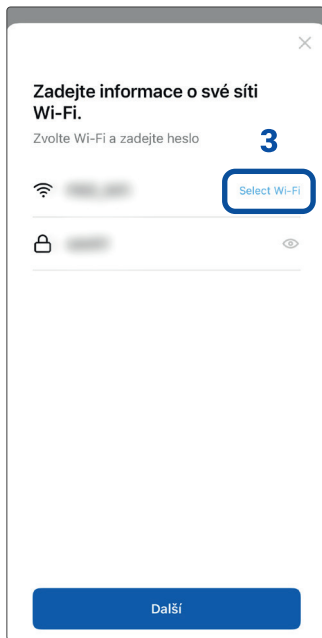 Zadejte informace o své síti
Wi-Fi.
Zvolte Wi-Fi a zadejte heslo
3
Select Wi-Fi
Další